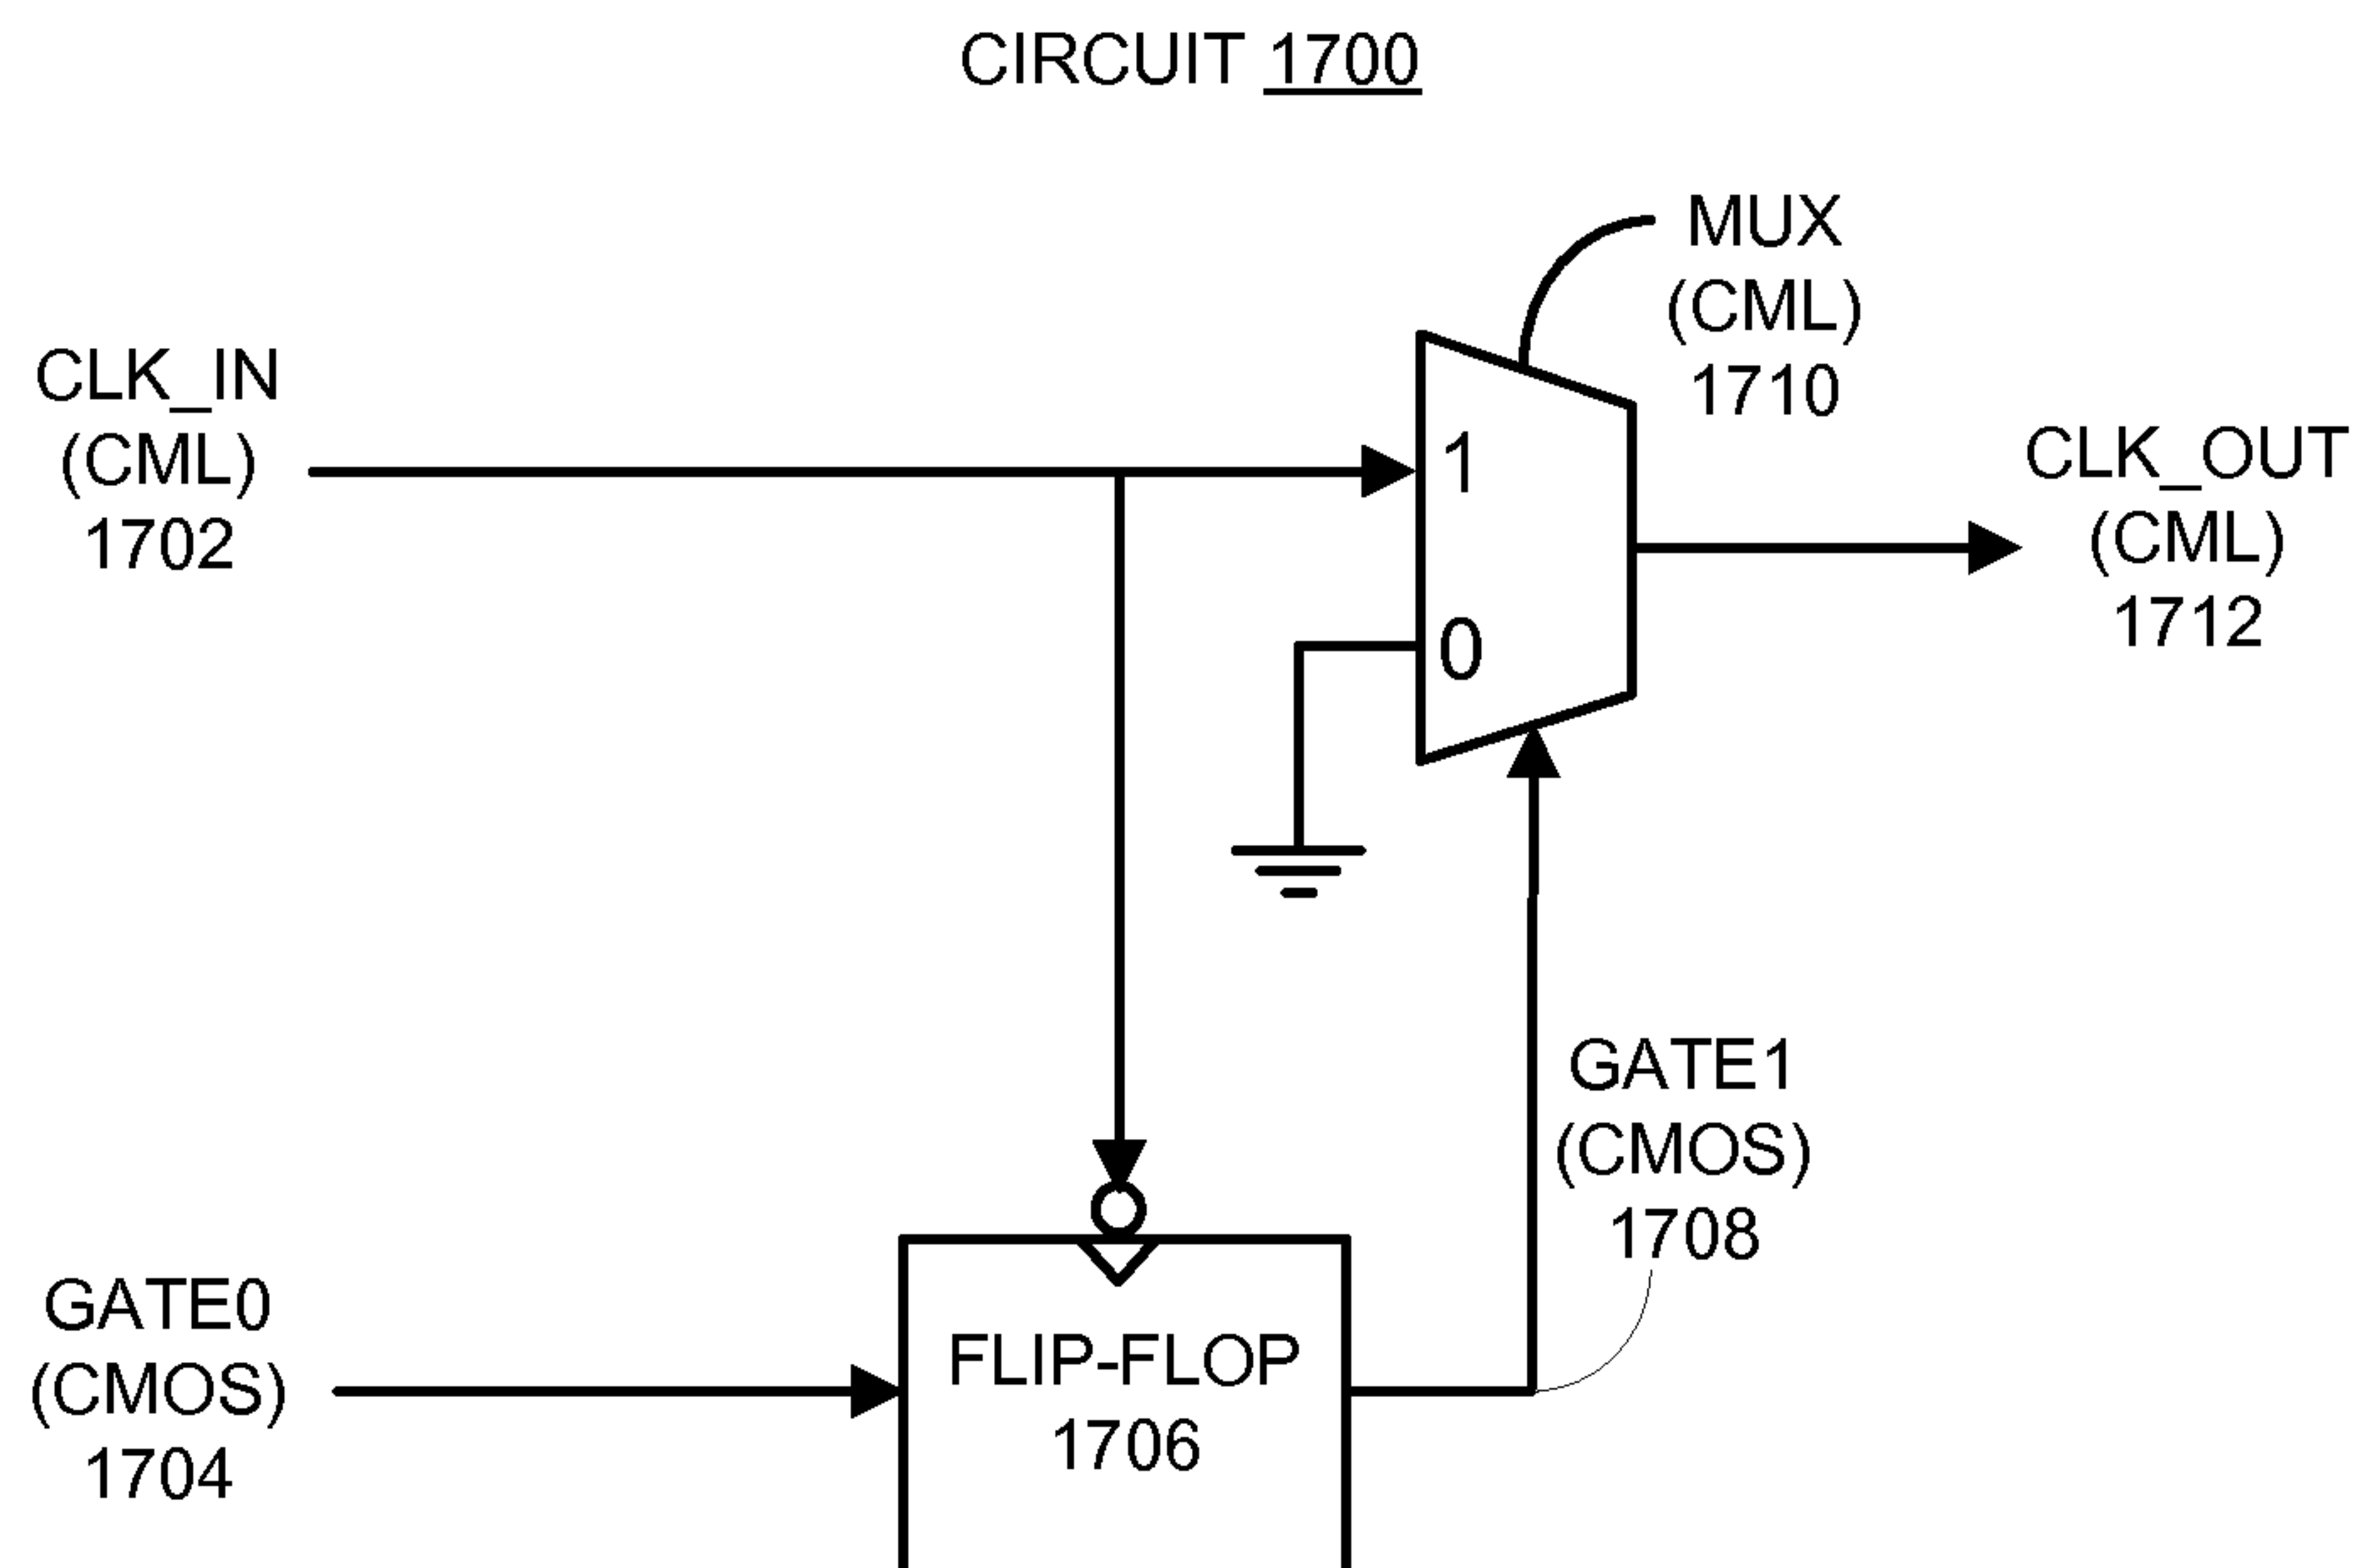 CIRCUIT 1700
MUX
(CML)
1710
CLK_IN
(CML)
1702
1
0
CLK_OUT
(CML)
1712
GATE1
(CMOS)
1708
GATE0
(CMOS)
1704
FLIP-FLOP
1706